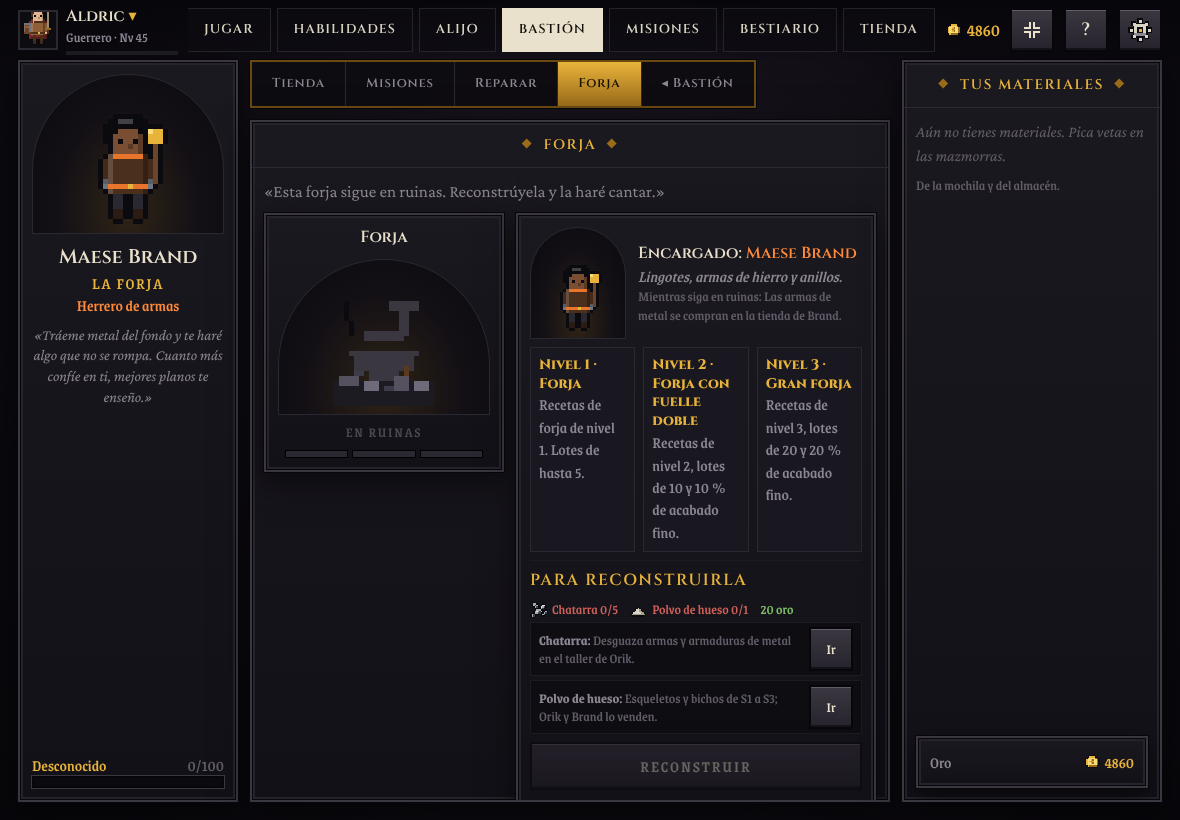 Aldric ▾
Guerrero · Nv 45
JUGAR
HABILIDADES
ALIJO
BASTIÓN
MISIONES
BESTIARIO
TIENDA
4860
?
Maese Brand
LA FORJA
Herrero de armas
«Tráeme metal del fondo y te haré
algo que no se rompa. Cuanto más
confíe en ti, mejores planos te
enseño.»
Desconocido 0/100
Tienda
Misiones
Reparar
Forja
◂ Bastión
◆ FORJA ◆
«Esta forja sigue en ruinas. Reconstrúyela y la haré cantar.»
Forja
EN RUINAS
Encargado: Maese Brand
Lingotes, armas de hierro y anillos.
Mientras siga en ruinas: Las armas de
metal se compran en la tienda de Brand.
Nivel 1 ·
Forja
Recetas de
forja de nivel
1. Lotes de
hasta 5.
Nivel 2 ·
Forja con
fuelle
doble
Recetas de
nivel 2, lotes
de 10 y 10 %
de acabado
fino.
Nivel 3 ·
Gran forja
Recetas de
nivel 3, lotes
de 20 y 20 %
de acabado
fino.
PARA RECONSTRUIRLA
Chatarra 0/5 Polvo de hueso 0/1 20 oro
Chatarra: Desguaza armas y armaduras de metal
en el taller de Orik.
Ir
Polvo de hueso: Esqueletos y bichos de S1 a S3;
Orik y Brand lo venden.
Ir
RECONSTRUIR
◆ TUS MATERIALES ◆
Aún no tienes materiales. Pica vetas en
las mazmorras.
De la mochila y del almacén.
Oro 4860